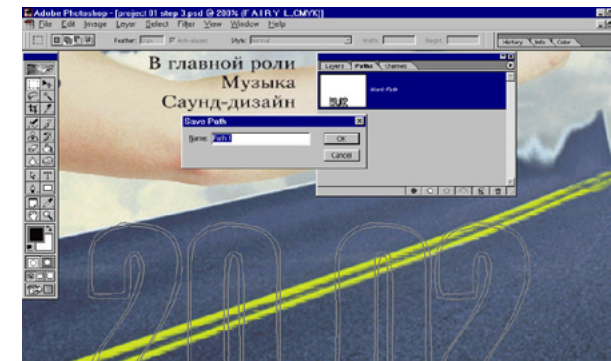 Adobe Photoshop - [project 01 step 3.psd @ 200% (F A I R Y L...,CMYK)]
File Edit Image Layer Select Filter View Window Help
Feather: Anti-aliased Style: Normal Width: Height: History Info Color
Layers Paths Channels
Work Path
В главной роли
Музыка
Саунд-дизайн
Save Path
Name: Path 1 OK
Cancel
2002